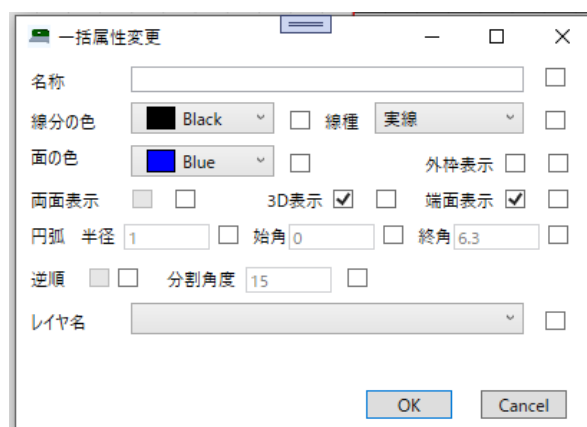 一括属性変更
名称
線分の色 Black 線種 実線
面の色 Blue 外枠表示
両面表示 3D表示 端面表示
円弧 半径 1 始角 0 終角 6.3
逆順 分割角度 15
レイヤ名
OK Cancel